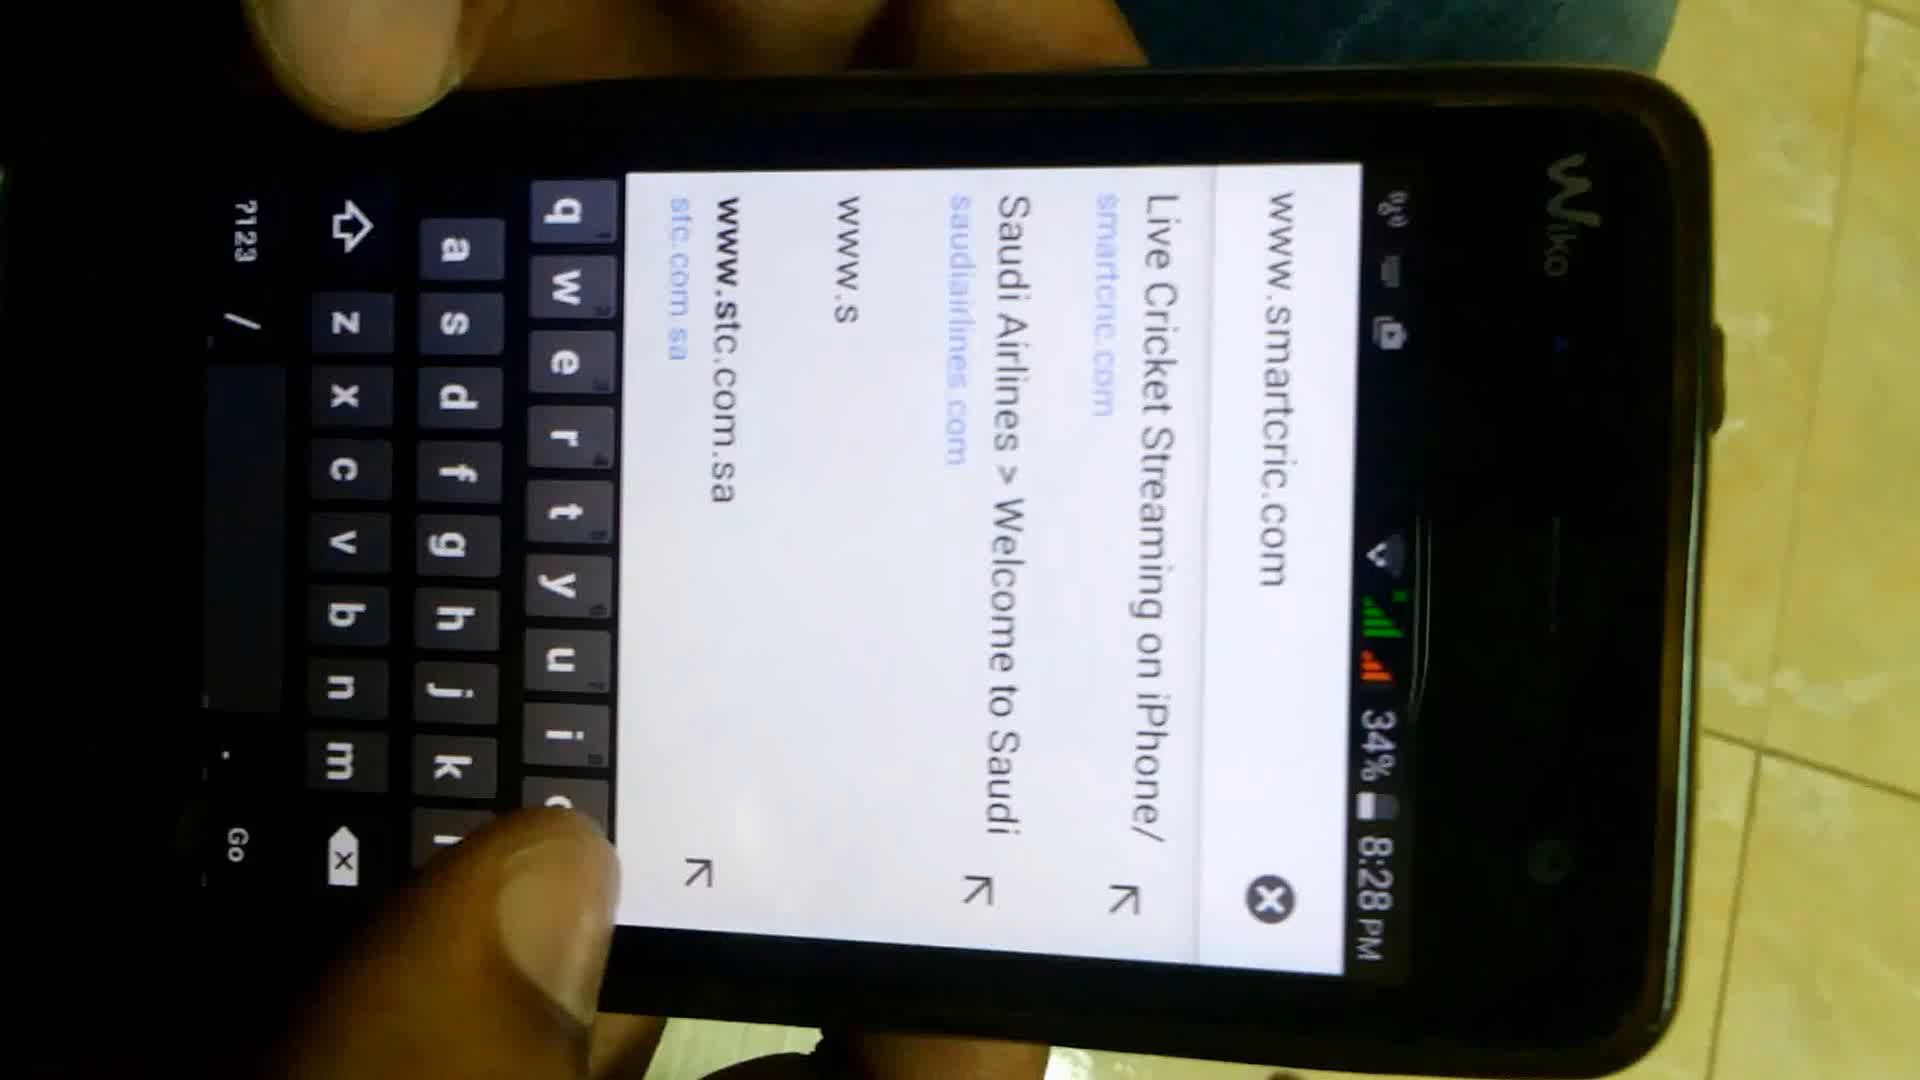 Wiko
34% 8:28 PM
www.smartcric.com
Live Cricket Streaming on iPhone/
smartcric.com
Saudi Airlines > Welcome to Saudi
saudiairlines.com
www.s
www.stc.com.sa
stc.com.sa
q w e r t y u i
a s d f g h j k
z x c v b n m
?123 / . Go